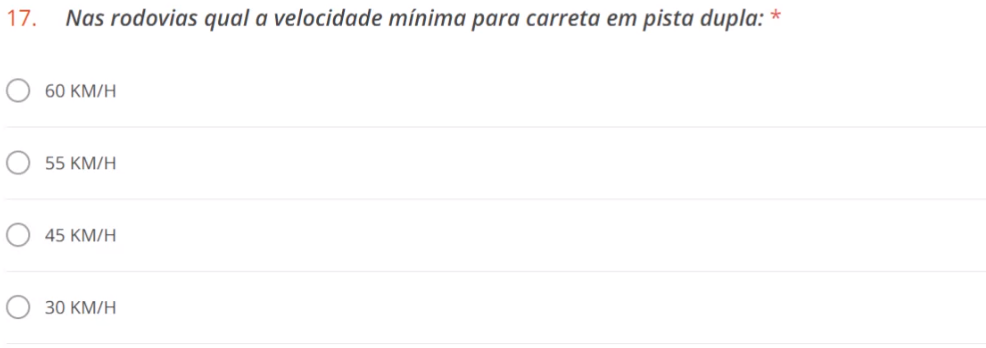 17. Nas rodovias qual a velocidade mínima para carreta em pista dupla: *
60 KM/H
55 KM/H
45 KM/H
30 KM/H